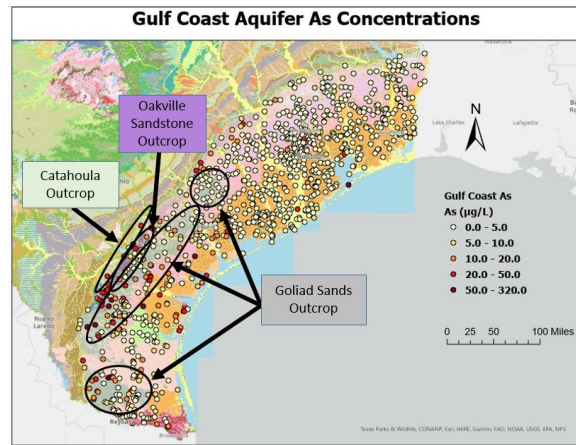 Gulf Coast Aquifer As Concentrations
Oakville
Sandstone
Outcrop
Catahoula
Outcrop
N
Lake Charles
Lafayette
Gulf Coast As
As (µg/L)
0.0 - 5.0
5.0 - 10.0
10.0 - 20.0
20.0 - 50.0
50.0 - 320.0
Goliad Sands
Outcrop
Nuevo
Laredo
0 25 50 100 Miles
Texas Parks & Wildlife, CONANP, Esri, HERE, Garmin, FAO, NOAA, USGS, EPA, NPS